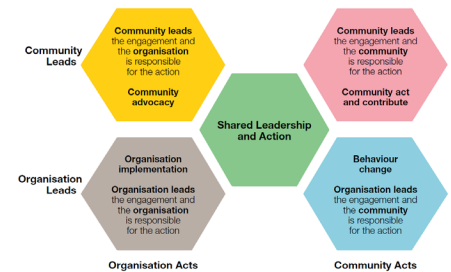 Community
Leads
Community leads
the engagement and
the organisation
is responsible
for the action
Community
advocacy
Community leads
the engagement and
the community
is responsible
for the action
Community act
and contribute
Shared Leadership
and Action
Organisation
Leads
Organisation
implementation
Organisation leads
the engagement and
the organisation
is responsible
for the action
Behaviour
change
Organisation leads
the engagement and
the community
is responsible
for the action
Organisation Acts
Community Acts